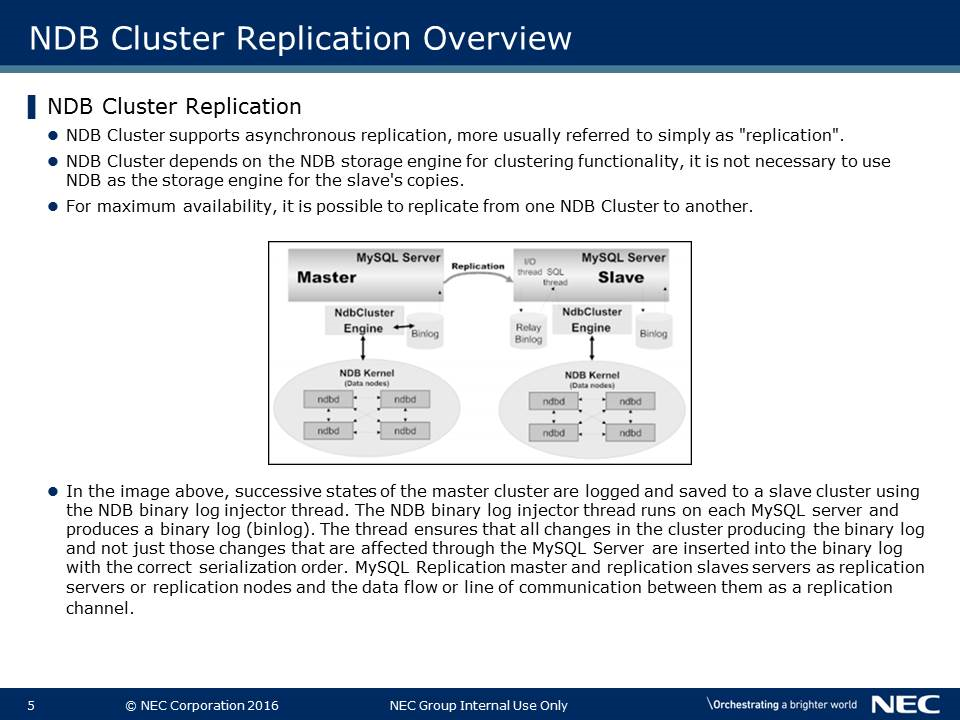 NDB Cluster Replication Overview
NDB Cluster Replication
NDB Cluster supports asynchronous replication, more usually referred to simply as "replication".
NDB Cluster depends on the NDB storage engine for clustering functionality, it is not necessary to use
NDB as the storage engine for the slave's copies.
For maximum availability, it is possible to replicate from one NDB Cluster to another.
MySQL Server
Master
Replication
I/O
thread
SQL
thread
MySQL Server
Slave
NdbCluster
Engine
Binlog
Relay
Binlog
NdbCluster
Engine
Binlog
NDB Kernel
(Data nodes)
ndbd
ndbd
ndbd
ndbd
NDB Kernel
(Data nodes)
ndbd
ndbd
ndbd
ndbd
In the image above, successive states of the master cluster are logged and saved to a slave cluster using
the NDB binary log injector thread. The NDB binary log injector thread runs on each MySQL server and
produces a binary log (binlog). The thread ensures that all changes in the cluster producing the binary log
and not just those changes that are affected through the MySQL Server are inserted into the binary log
with the correct serialization order. MySQL Replication master and replication slaves servers as replication
servers or replication nodes and the data flow or line of communication between them as a replication
channel.
5
© NEC Corporation 2016
NEC Group Internal Use Only
\Orchestrating a brighter world
NEC